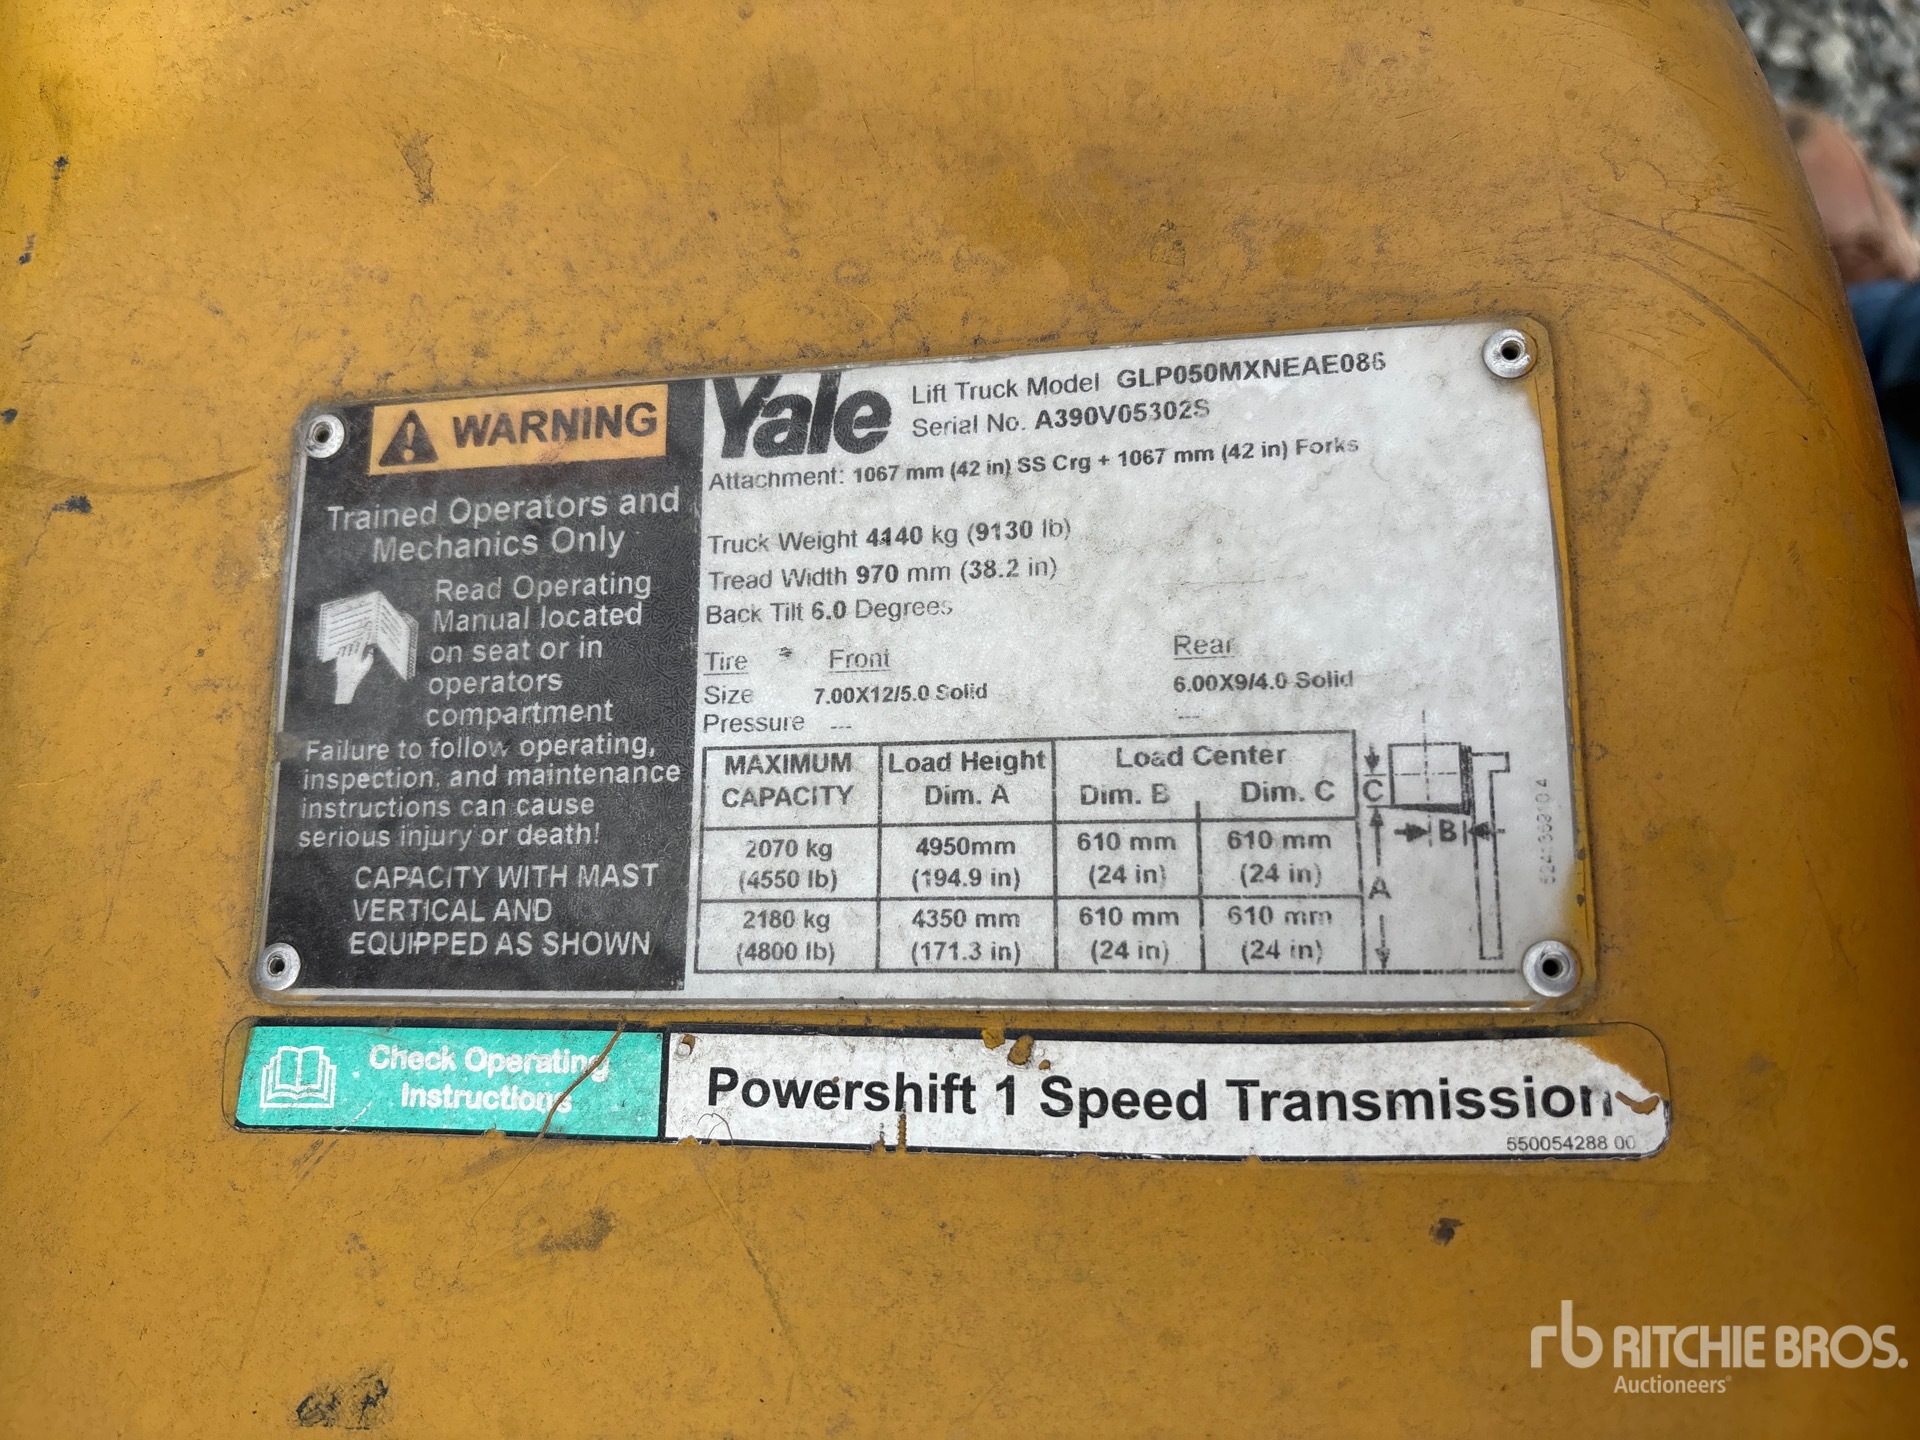 WARNING
Trained Operators and
Mechanics Only
Read Operating
Manual located
on seat or in
operators
compartment
Failure to follow operating,
inspection, and maintenance
instructions can cause
serious injury or death!
CAPACITY WITH MAST
VERTICAL AND
EQUIPPED AS SHOWN
Yale
Lift Truck Model GLP050MXNEAE086
Serial No. A390V05302S
Attachment: 1067 mm (42 in) SS Crg + 1067 mm (42 in) Forks
Truck Weight 4140 kg (9130 lb)
Tread Width 970 mm (38.2 in)
Back Tilt 6.0 Degrees
Tire Front Rear
Size 7.00X12/5.0 Solid 6.00X9/4.0 Solid
Pressure --- ---
MAXIMUM Load Height Load Center
CAPACITY Dim. A Dim. B Dim. C
2070 kg 4950mm 610 mm 610 mm
(4550 lb) (194.9 in) (24 in) (24 in)
2180 kg 4350 mm 610 mm 610 mm
(4800 lb) (171.3 in) (24 in) (24 in)
C
B
A
Check Operating
Instructions
Powershift 1 Speed Transmission
550054288 00
rb RITCHIE BROS.
Auctioneers